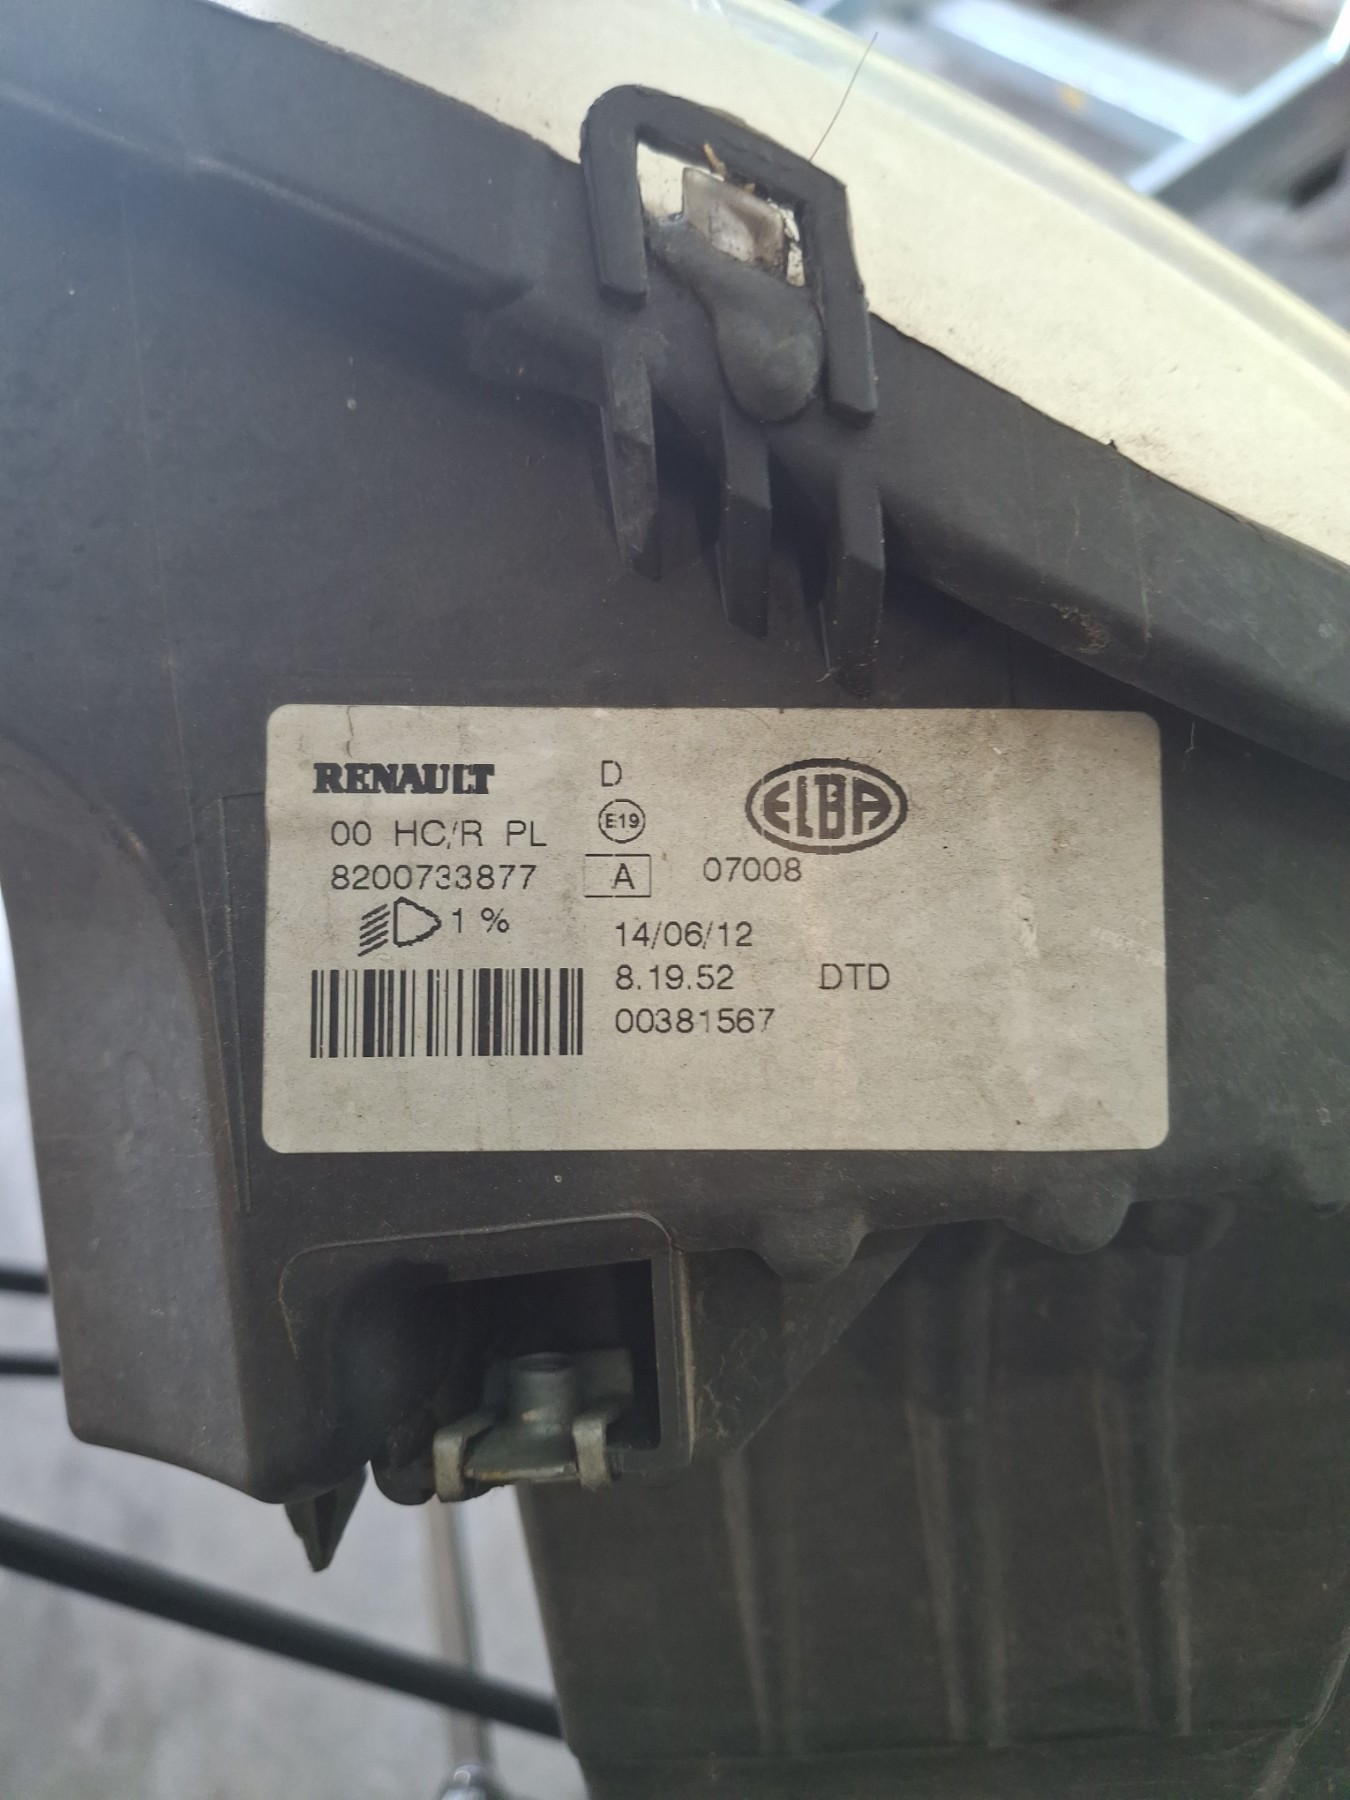 RENAULT D ELBA
00 HC/R PL E19
8200733877 A 07008
1 % 14/06/12
8.19.52 DTD
00381567